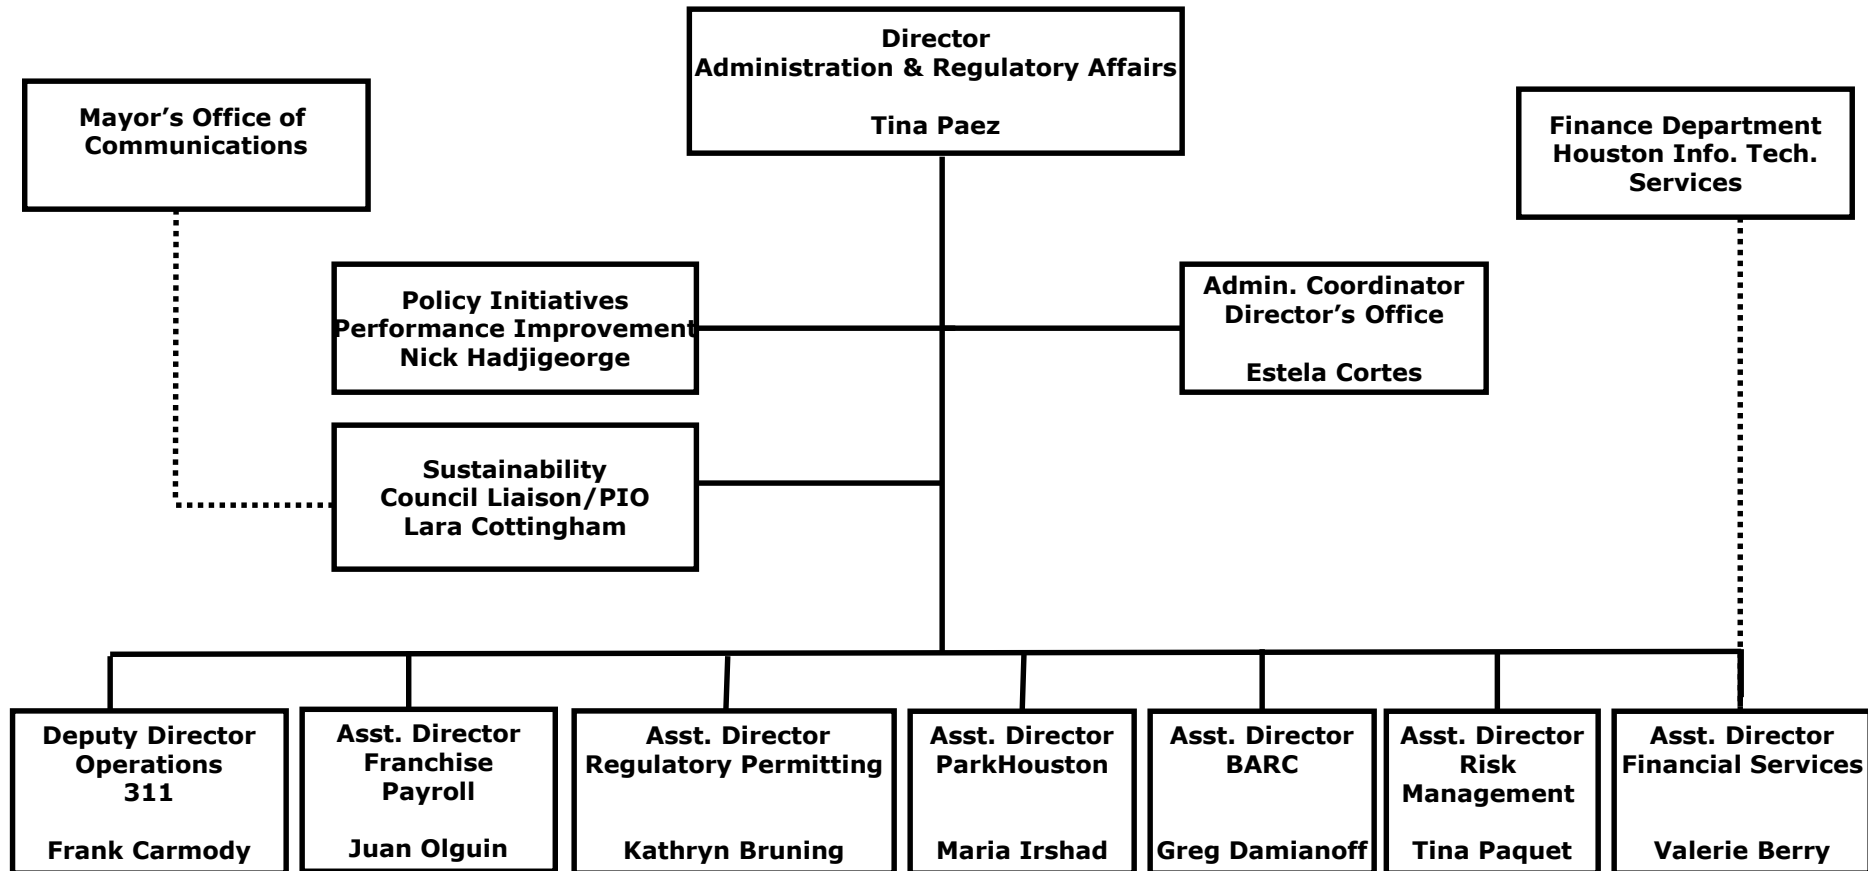 Director
Administration & Regulatory Affairs
Tina Paez
Mayor’s Office of
Communications
Finance Department
Houston Info. Tech.
Services
Policy Initiatives
Performance Improvement
Nick Hadjigeorge
Admin. Coordinator
Director’s Office
Estela Cortes
Sustainability
Council Liaison/PIO
Lara Cottingham
Deputy Director
Operations
311
Frank Carmody
Asst. Director
Franchise
Payroll
Juan Olguin
Asst. Director
Regulatory Permitting
Kathryn Bruning
Asst. Director
ParkHouston
Maria Irshad
Asst. Director
BARC
Greg Damianoff
Asst. Director
Risk
Management
Tina Paquet
Asst. Director
Financial Services
Valerie Berry